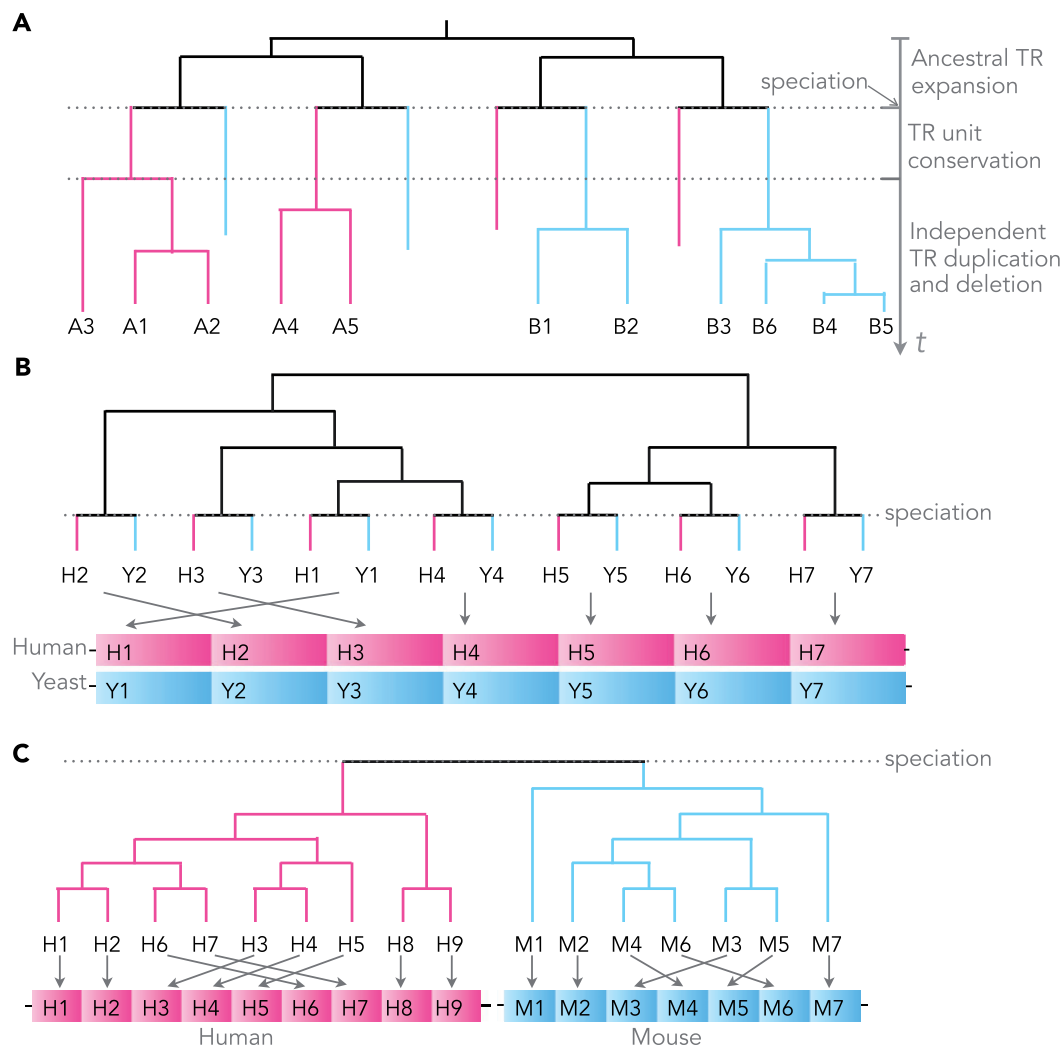 A
Ancestral TR
expansion
speciation
TR unit
conservation
Independent
TR duplication
and deletion
A3 A1 A2 A4 A5 B1 B2 B3 B6 B4 B5
t
B
speciation
H2 Y2 H3 Y3 H1 Y1 H4 Y4 H5 Y5 H6 Y6 H7 Y7
Human H1 H2 H3 H4 H5 H6 H7
Yeast Y1 Y2 Y3 Y4 Y5 Y6 Y7
C
speciation
H1 H2 H6 H7 H3 H4 H5 H8 H9 M1 M2 M4 M6 M3 M5 M7
H1 H2 H3 H4 H5 H6 H7 H8 H9 M1 M2 M3 M4 M5 M6 M7
Human Mouse